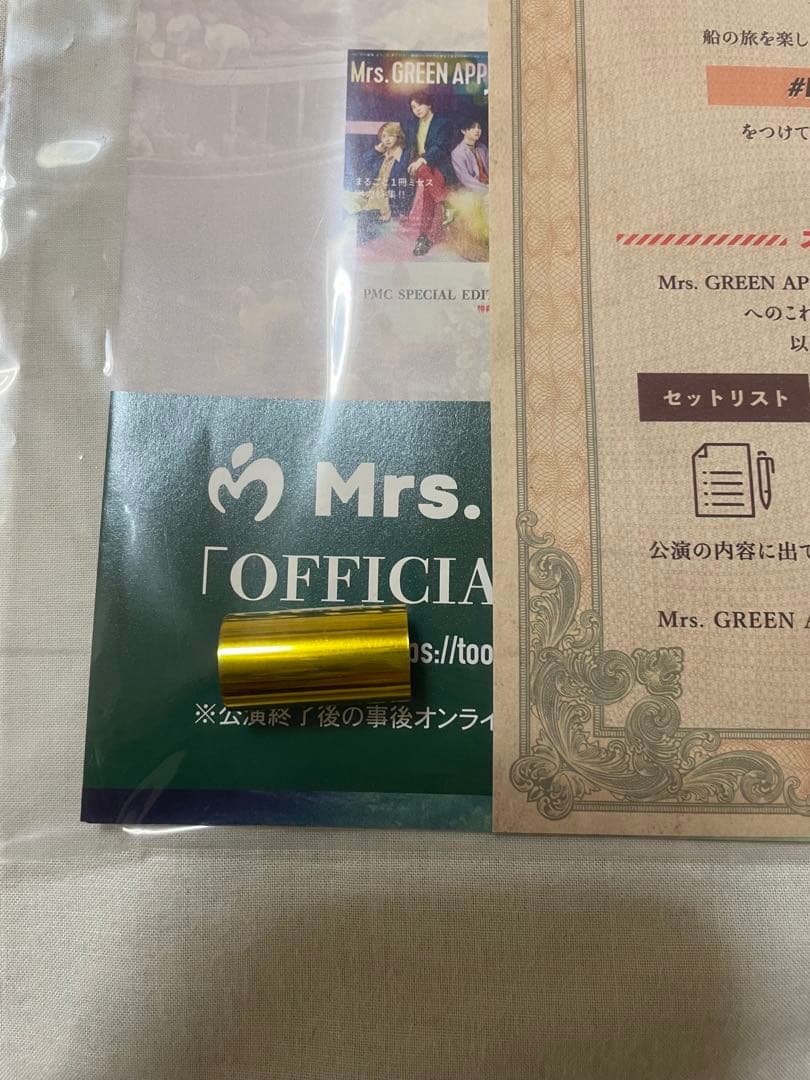 Mrs. GREEN APP
まるごと1冊ミセス
集!!
PMC SPECIAL EDIT
特
Mrs.
「OFFICIA
ps://too
※公演終了後の事後オンライ
船の旅を楽し
#
をつけて
Mrs. GREEN AP
へのこれ
以
セットリスト
公演の内容に出て
Mrs. GREEN A